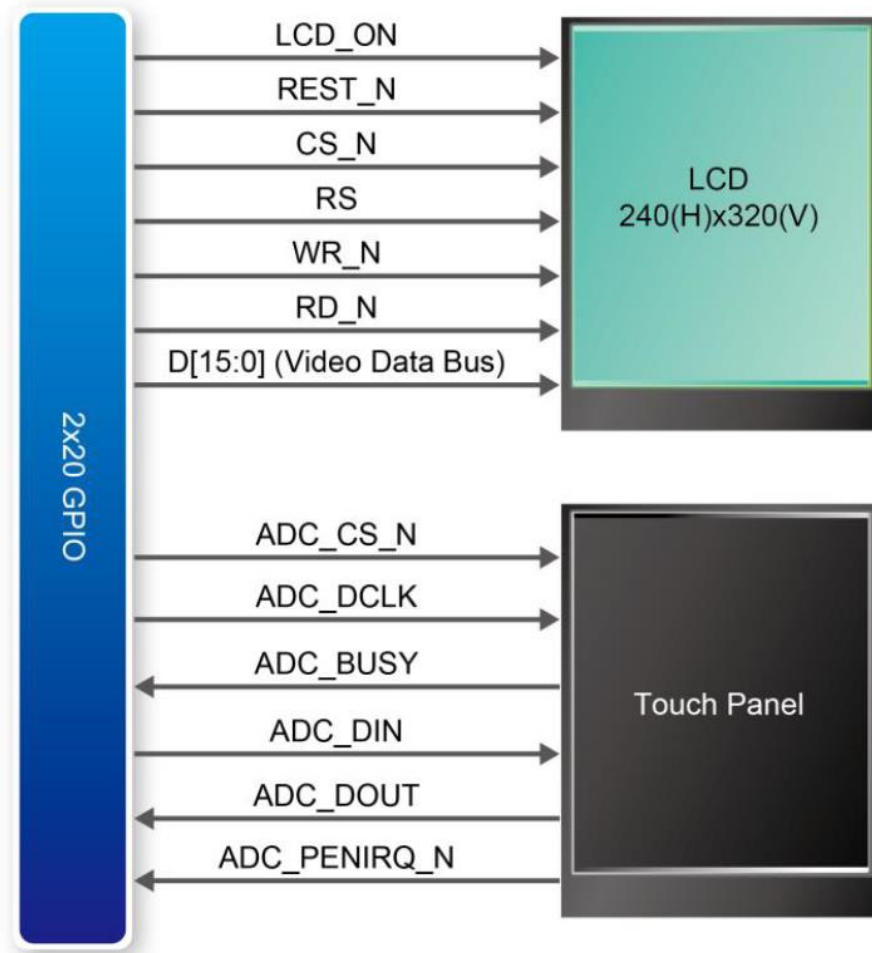 LCD_ON
REST_N
CS_N
RS
WR_N
RD_N
D[15:0] (Video Data Bus)
LCD
240(H)x320(V)
2x20 GPIO
ADC_CS_N
ADC_DCLK
ADC_BUSY
ADC_DIN
ADC_DOUT
ADC_PENIRQ_N
Touch Panel